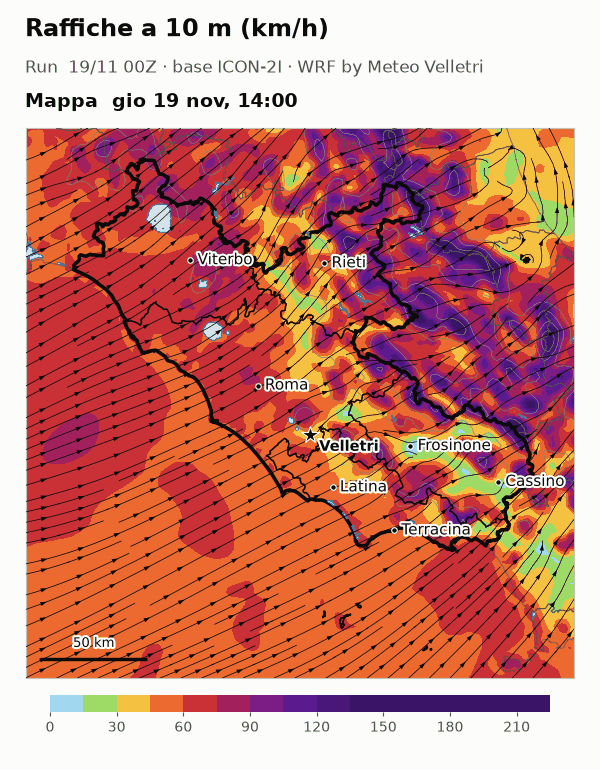 Raffiche a 10 m (km/h)
Run  19/11 00Z · base ICON-2I · WRF by Meteo Velletri
Mappa  gio 19 nov, 14:00
Viterbo
Rieti
Roma
Velletri
Frosinone
Cassino
Latina
Terracina
50 km
0 30 60 90 120 150 180 210